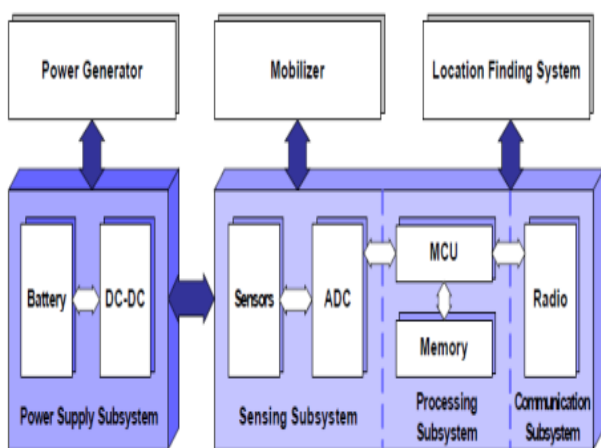 Power Generator
Mobilizer
Location Finding System
Battery
DC-DC
Sensors
ADC
MCU
Memory
Radio
Power Supply Subsystem
Sensing Subsystem
Processing
Subsystem
Communication
Subsystem